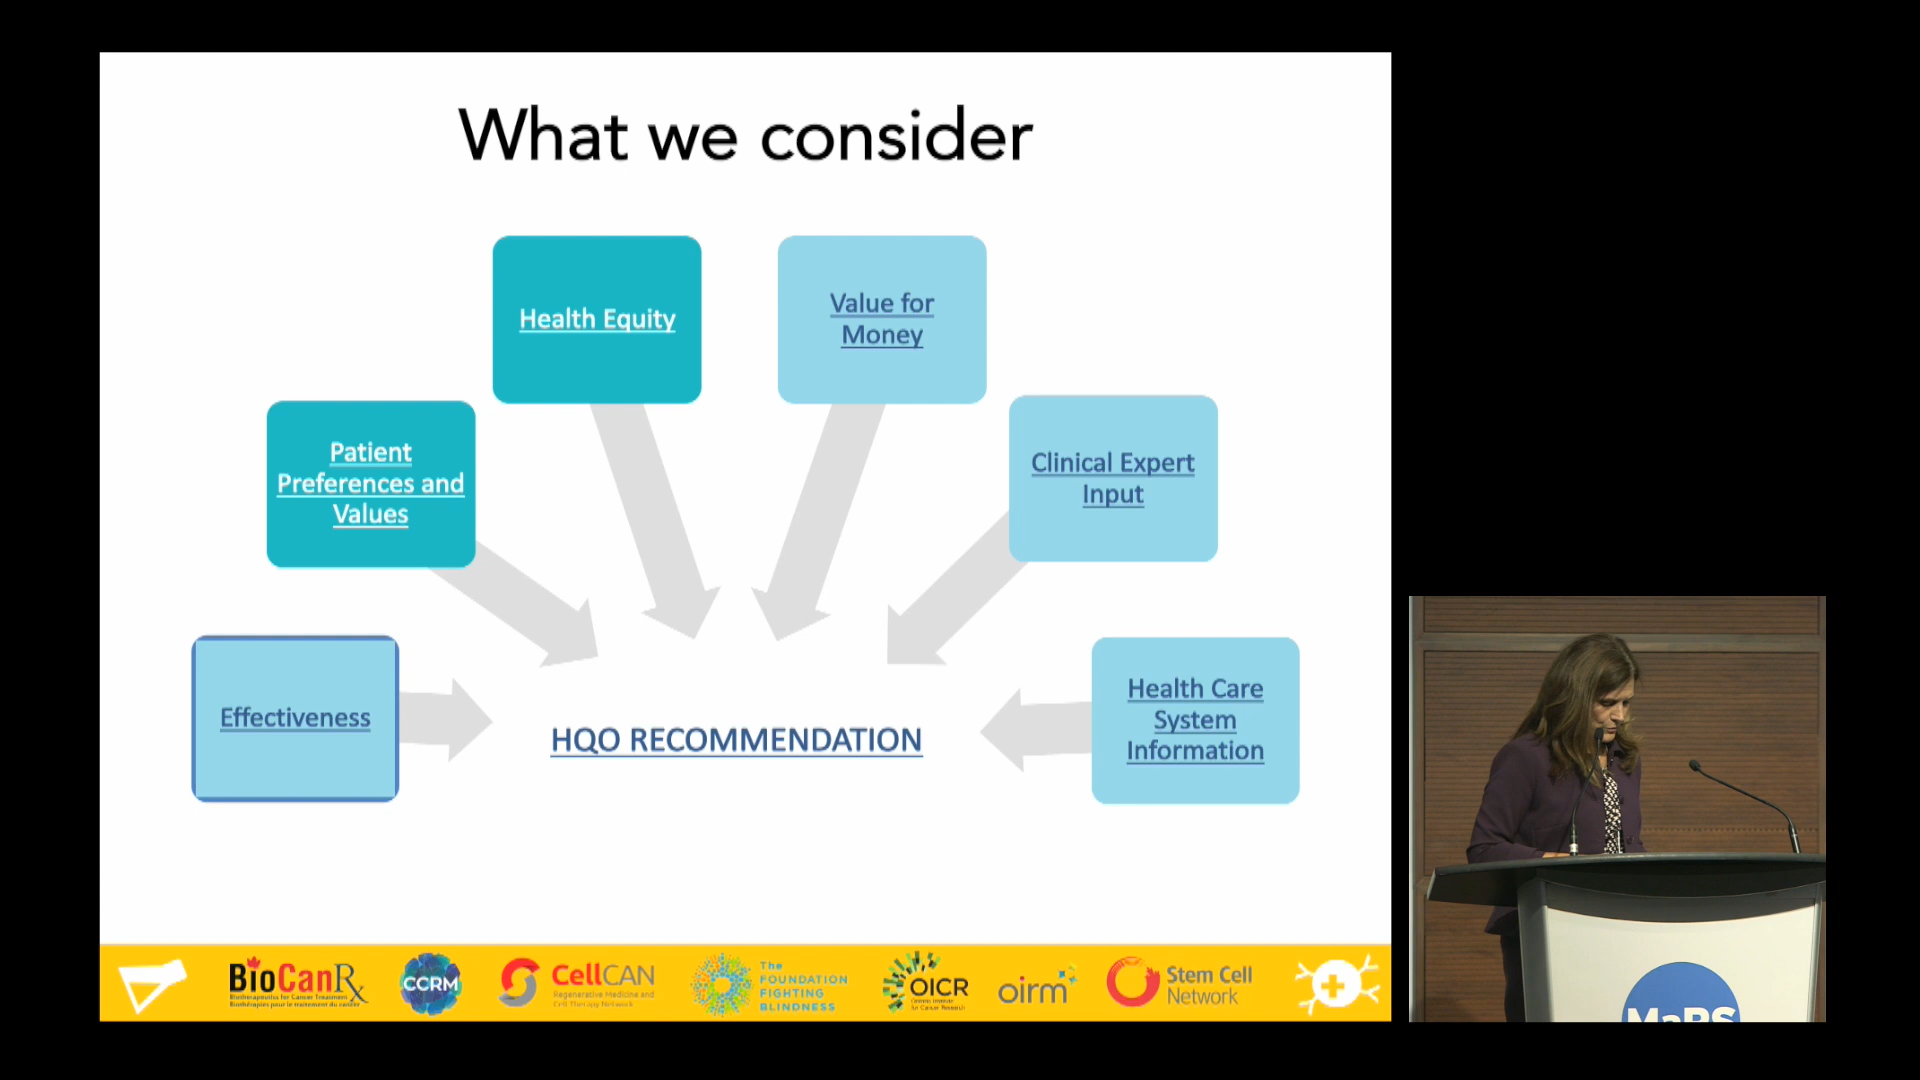 What we consider
Health Equity
Value for
Money
Patient
Preferences and
Values
Clinical Expert
Input
Effectiveness
Health Care
System
Information
HQO RECOMMENDATION
BioCanRx
Biotherapeutics for Cancer Treatment
Biothérapies pour le traitement du cancer
CCRM
CellCAN
Regenerative Medicine and
Cell Therapy Network
The
FOUNDATION
FIGHTING
BLINDNESS
OICR
Ontario Institute
for Cancer Research
oirm
Stem Cell
Network
MaRS